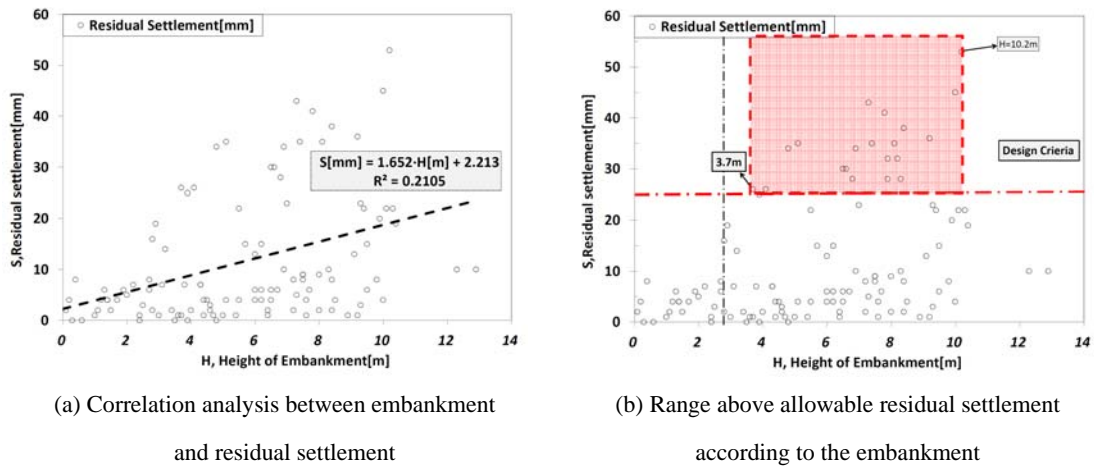 60
Residual Settlement[mm]
50
40
30
20
10
0
S,Residual settlement[mm]
S[mm] = 1.652·H[m] + 2.213
R² = 0.2105
0 2 4 6 8 10 12 14
H, Height of Embankment[m]
(a) Correlation analysis between embankment
and residual settlement
60
Residual Settlement[mm]
50
40
30
20
10
0
S,Residual settlement[mm]
H=10.2m
3.7m
Design Crieria
0 2 4 6 8 10 12 14
H, Height of Embankment[m]
(b) Range above allowable residual settlement
according to the embankment